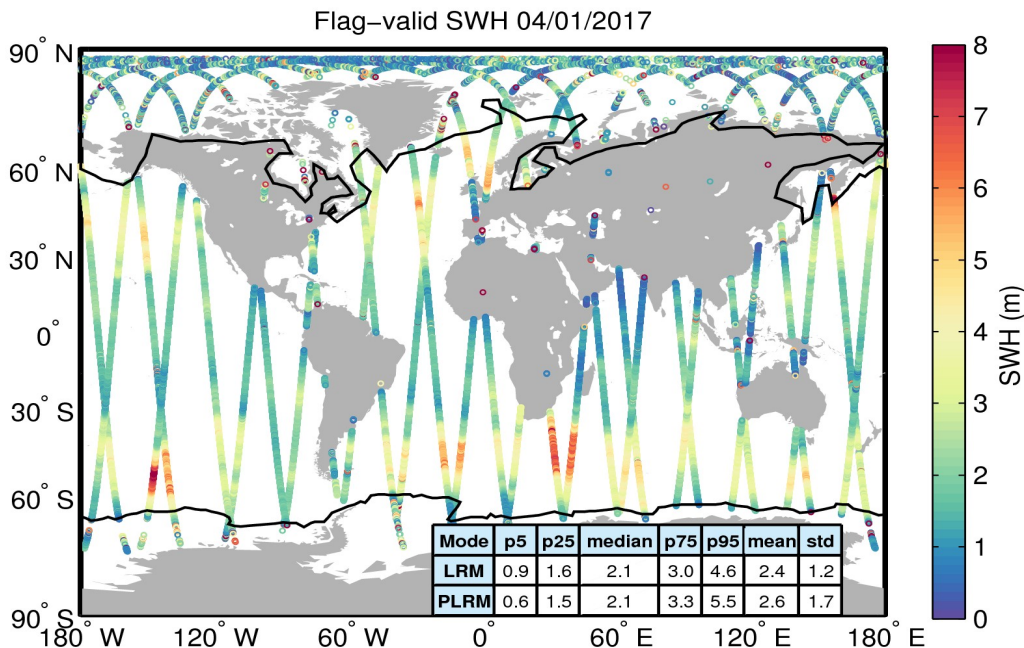 Flag−valid SWH 04/01/2017
90° N
60° N
30° N
0°
30° S
60° S
90° S
180° W
120° W
60° W
0°
60° E
120° E
180° E
8
7
6
5
4
3
2
1
0
SWH (m)
Mode p5 p25 median p75 p95 mean std
LRM 0.9 1.6 2.1 3.0 4.6 2.4 1.2
PLRM 0.6 1.5 2.1 3.3 5.5 2.6 1.7